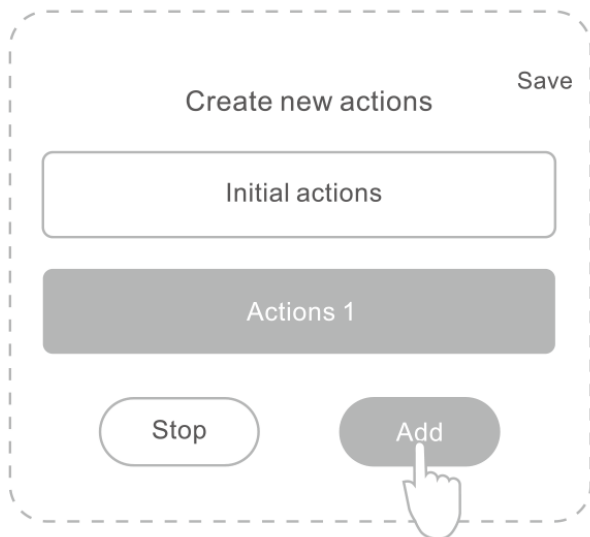 Save
Create new actions
Initial actions
Actions 1
Stop
Add